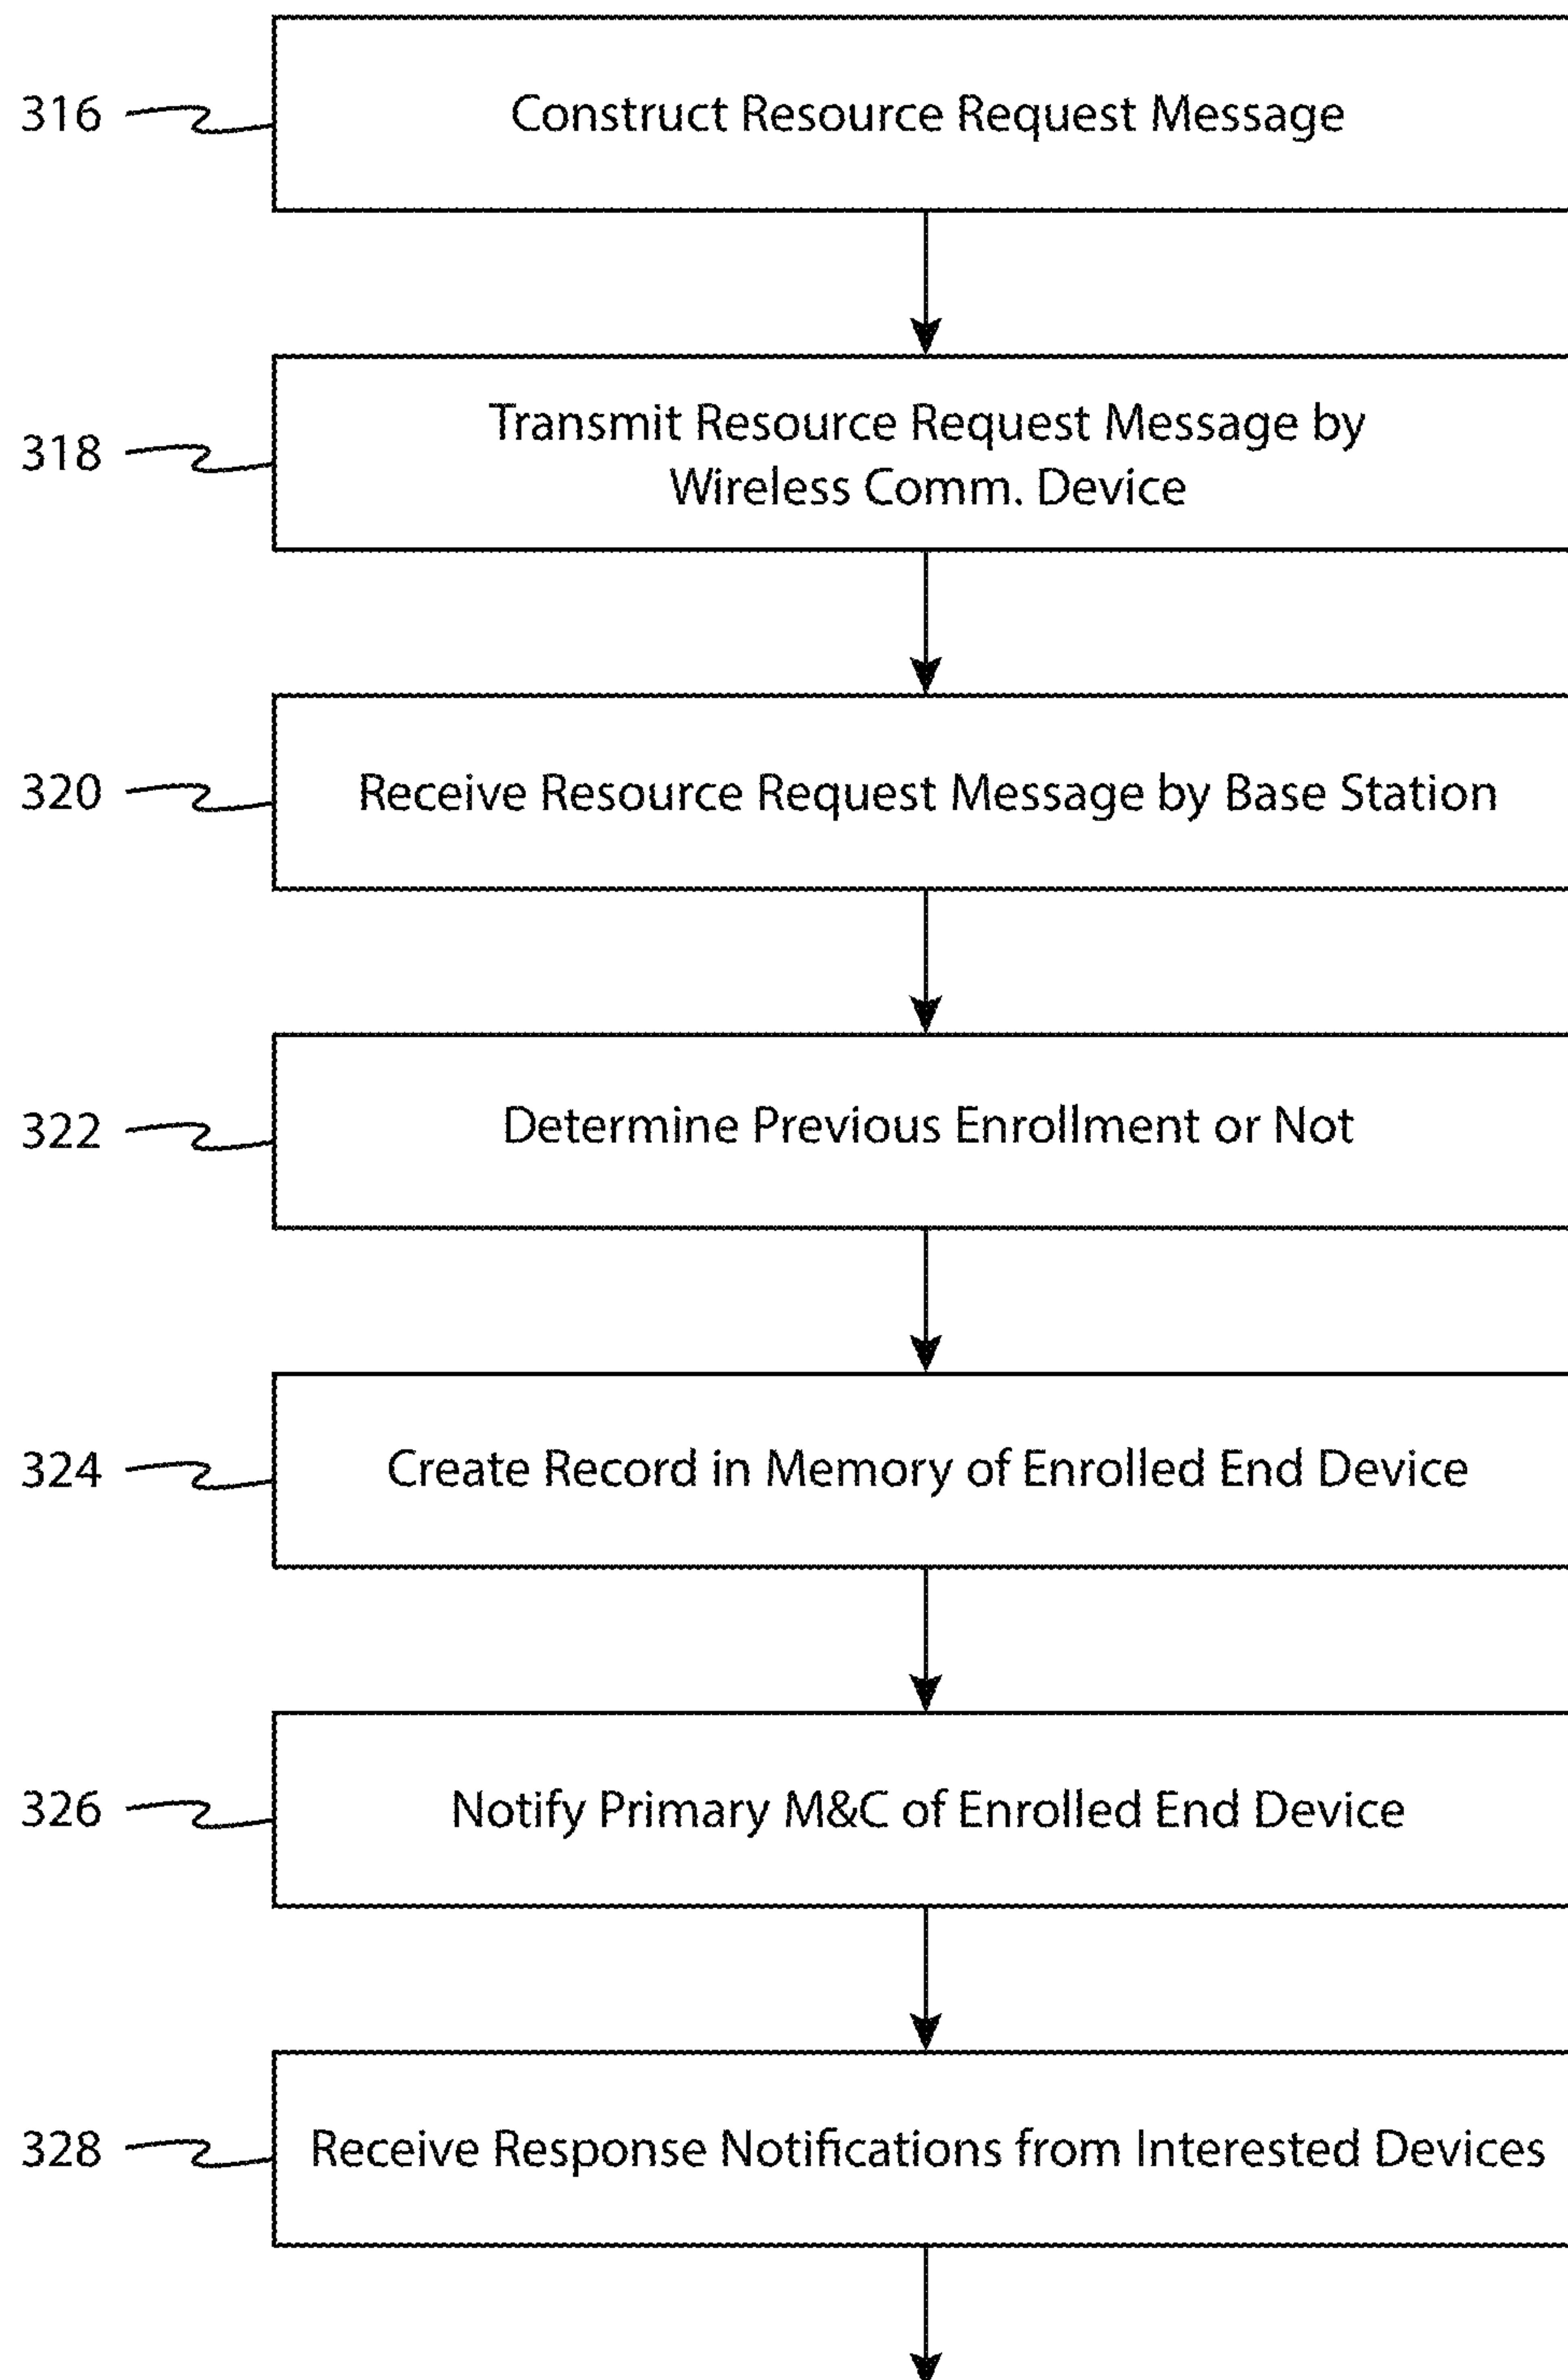 316
Construct Resource Request Message
318
Transmit Resource Request Message by
Wireless Comm. Device
320
Receive Resource Request Message by Base Station
322
Determine Previous Enrollment or Not
324
Create Record in Memory of Enrolled End Device
326
Notify Primary M&C of Enrolled End Device
328
Receive Response Notifications from Interested Devices